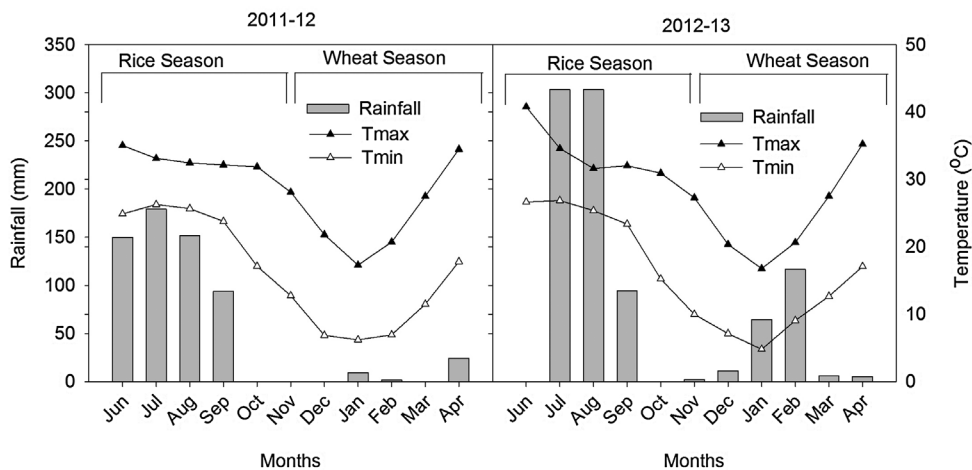 2011-12
2012-13
Rice Season
Wheat Season
Rainfall
Tmax
Tmin
Rice Season
Wheat Season
Rainfall
Tmax
Tmin
Rainfall (mm)
350
300
250
200
150
100
50
0
Temperature (°C)
50
40
30
20
10
0
Jun Jul Aug Sep Oct Nov Dec Jan Feb Mar Apr
Jun Jul Aug Sep Oct Nov Dec Jan Feb Mar Apr
Months
Months